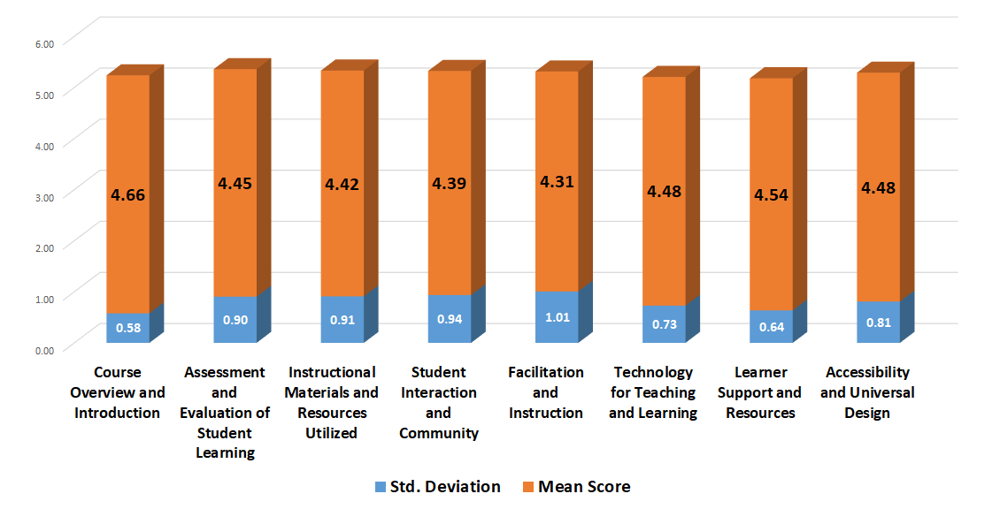 6.00
5.00
4.00
3.00
2.00
1.00
0.00
4.66
4.45
4.42
4.39
4.31
4.48
4.54
4.48
0.58
0.90
0.91
0.94
1.01
0.73
0.64
0.81
Course
Overview and
Introduction
Assessment
and
Evaluation of
Student
Learning
Instructional
Materials and
Resources
Utilized
Student
Interaction
and
Community
Facilitation
and
Instruction
Technology
for Teaching
and Learning
Learner
Support and
Resources
Accessibility
and Universal
Design
Std. Deviation
Mean Score